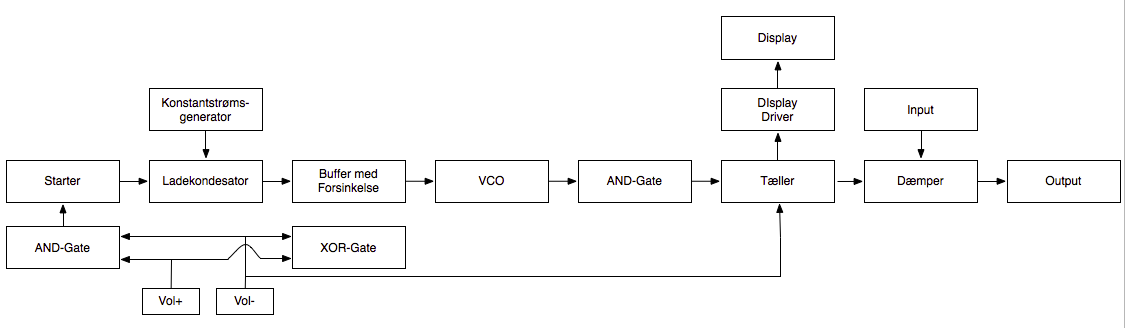 Display
Konstantstrøms-
generator
DIsplay
Driver
Input
Starter
Ladekondesator
Buffer med
Forsinkelse
VCO
AND-Gate
Tæller
Dæmper
Output
AND-Gate
XOR-Gate
Vol+
Vol-